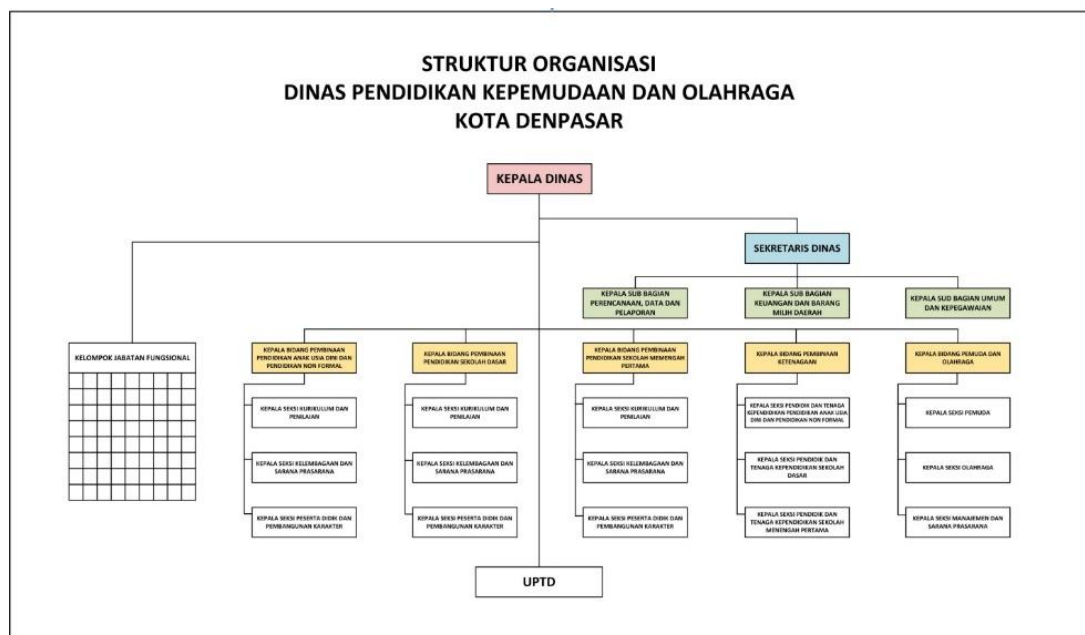 STRUKTUR ORGANISASI
DINAS PENDIDIKAN KEPEMUDAAN DAN OLAHRAGA
KOTA DENPASAR
KEPALA DINAS
SEKRETARIS DINAS
KEPALA SUB BAGIAN
PERENCANAAN, DATA DAN
PELAPORAN
KEPALA SUB BAGIAN
KEUANGAN DAN BARANG
MILIH DAERAH
KEPALA SUD BAGIAN UMUM
DAN KEPEGAWAIAN
KELOMPOK JABATAN FUNGSIONAL
KEPALA BIDANG PEMBINAAN
PENDIDIKAN ANAK USIA DINI DAN
PENDIDIKAN NON FORMAL
KEPALA BIDANG PEMBINAAN
PENDIDIKAN SEKOLAH DASAR
KEPALA BIDANG PEMBINAAN
PENDIDIKAN SEKOLAH MEMENGAH
PERTAMA
KEPALA BIDANG PEMBINAAN
KETENAGAAN
KEPALA BIDANG PEMUDA DAN
OLAHRAGA
KEPALA SEKSI KURIKULUM DAN
PENILAIAN
KEPALA SEKSI KURIKULUM DAN
PENILAIAN
KEPALA SEKSI KURIKULUM DAN
PENILAIAN
KEPALA SEKSI PENDIDIK DAN TENAGA
KEPENDIDIKAN PENDIDIKAN ANAK USIA
DINI DAN PENDIDIKAN NON FORMAL
KEPALA SEKSI PEMUDA
KEPALA SEKSI KELEMBAGAAN DAN
SARANA PRASARANA
KEPALA SEKSI KELEMBAGAAN DAN
SARANA PRASARANA
KEPALA SEKSI KELEMBAGAAN DAN
SARANA PRASARANA
KEPALA SEKSI PENDIDIK DAN
TENAGA KEPENDIDIKAN SEKOLAH
DASAR
KEPALA SEKSI OLAHRAGA
KEPALA SEKSI PESERTA DIDIK DAN
PEMBANGUNAN KARAKTER
KEPALA SEKSI PESERTA DIDIK DAN
PEMBANGUNAN KARAKTER
KEPALA SEKSI PESERTA DIDIK DAN
PEMBANGUNAN KARAKTER
KEPALA SEKSI PENDIDIK DAN
TENAGA KEPENDIDIKAN SEKOLAH
MENENGAH PERTAMA
KEPALA SEKSI MANAJEMEN DAN
SARANA PRASARANA
UPTD